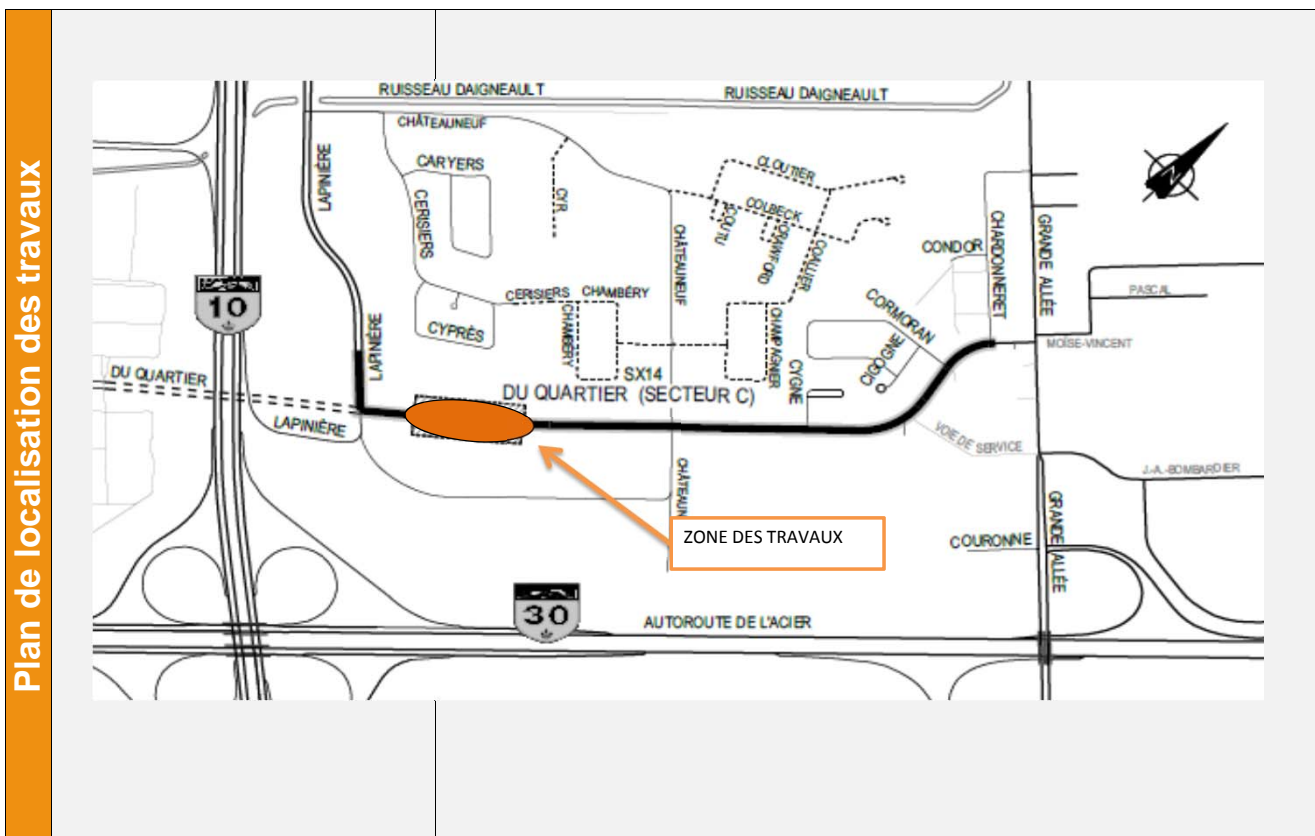 Plan de localisation des travaux
RUISSEAU DAIGNEAULT
RUISSEAU DAIGNEAULT
CHÂTEAUNEUF
LAPINIÈRE
CARYERS
CERISIERS
CYR
CLOUTIER
COLBECK
COUTU
CRAWFORD
COALLIER
CHÂTEAUNEUF
CONDOR
CHARDONNERET
GRANDE ALLÉE
PASCAL
10
CERISIERS
CHAMBÉRY
CORMORAN
MOÏSE-VINCENT
CYPRÈS
CHAMBÉRY
CHAMPAGNIER
CYGNE
CIGOGNE
LAPINIÈRE
DU QUARTIER
SX14
DU QUARTIER (SECTEUR C)
LAPINIÈRE
VOIE DE SERVICE
J.-A.-BOMBARDIER
CHÂTEAUN
ZONE DES TRAVAUX
COURONNE
GRANDE ALLÉE
30
AUTOROUTE DE L'ACIER